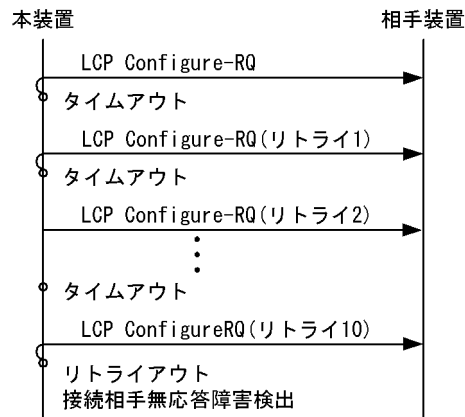 本装置 相手装置
LCP Configure-RQ
タイムアウト
LCP Configure-RQ(リトライ1)
タイムアウト
LCP Configure-RQ(リトライ2)
タイムアウト
LCP ConfigureRQ(リトライ10)
リトライアウト
接続相手無応答障害検出